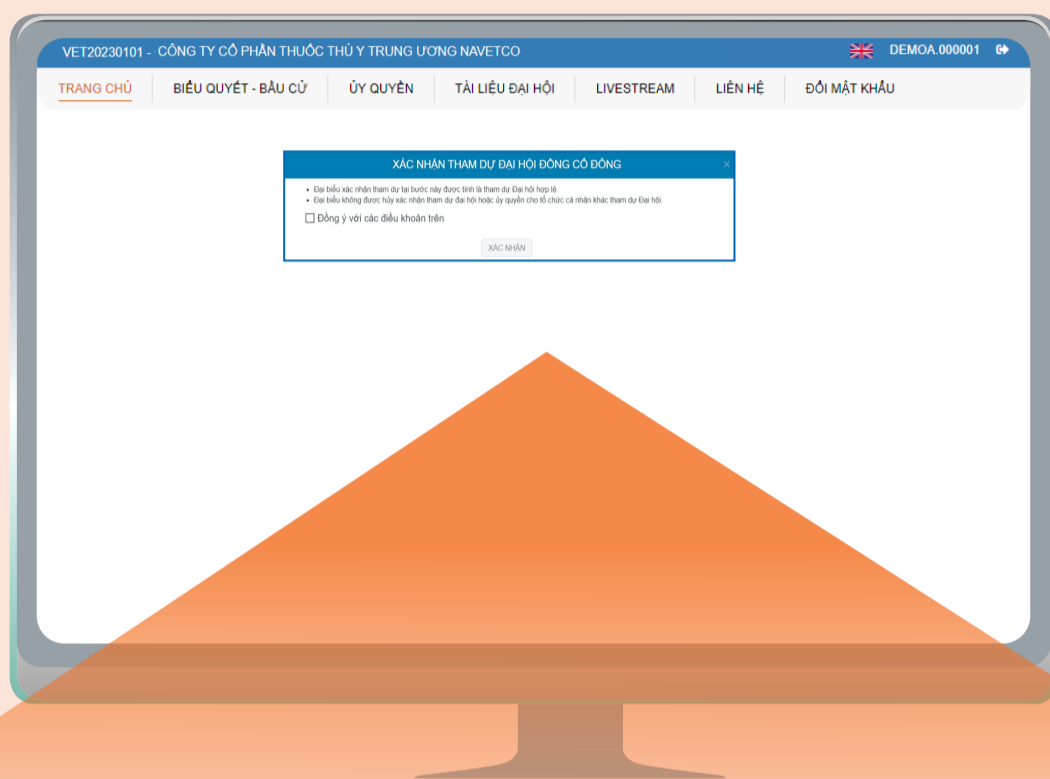 VET20230101 - CÔNG TY CỔ PHẦN THUỐC THÚ Y TRUNG ƯƠNG NAVETCO DEMOA.000001
TRANG CHỦ BIỂU QUYẾT - BẦU CỬ ỦY QUYỀN TÀI LIỆU ĐẠI HỘI LIVESTREAM LIÊN HỆ ĐỔI MẬT KHẨU
XÁC NHẬN THAM DỰ ĐẠI HỘI ĐỒNG CỔ ĐÔNG ×
• Đại biểu xác nhận tham dự tại bước này được tính là tham dự Đại hội hợp lệ.
• Đại biểu không được hủy xác nhận tham dự đại hội hoặc ủy quyền cho tổ chức cá nhân khác tham dự Đại hội.
Đồng ý với các điều khoản trên
XÁC NHẬN